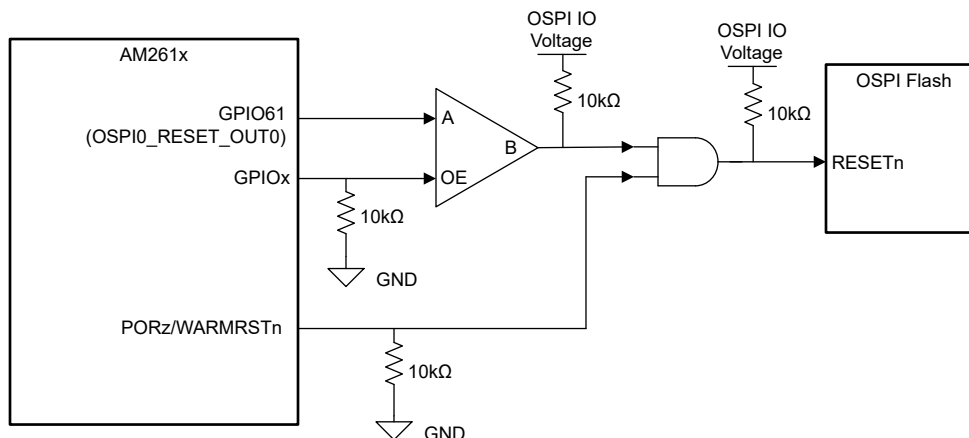 AM261x
GPIO61
(OSPI0_RESET_OUT0)
GPIOx
10kΩ
GND
PORz/WARMRSTn
10kΩ
GND
A
OE
B
OSPI IO
Voltage
10kΩ
OSPI IO
Voltage
10kΩ
OSPI Flash
RESETn